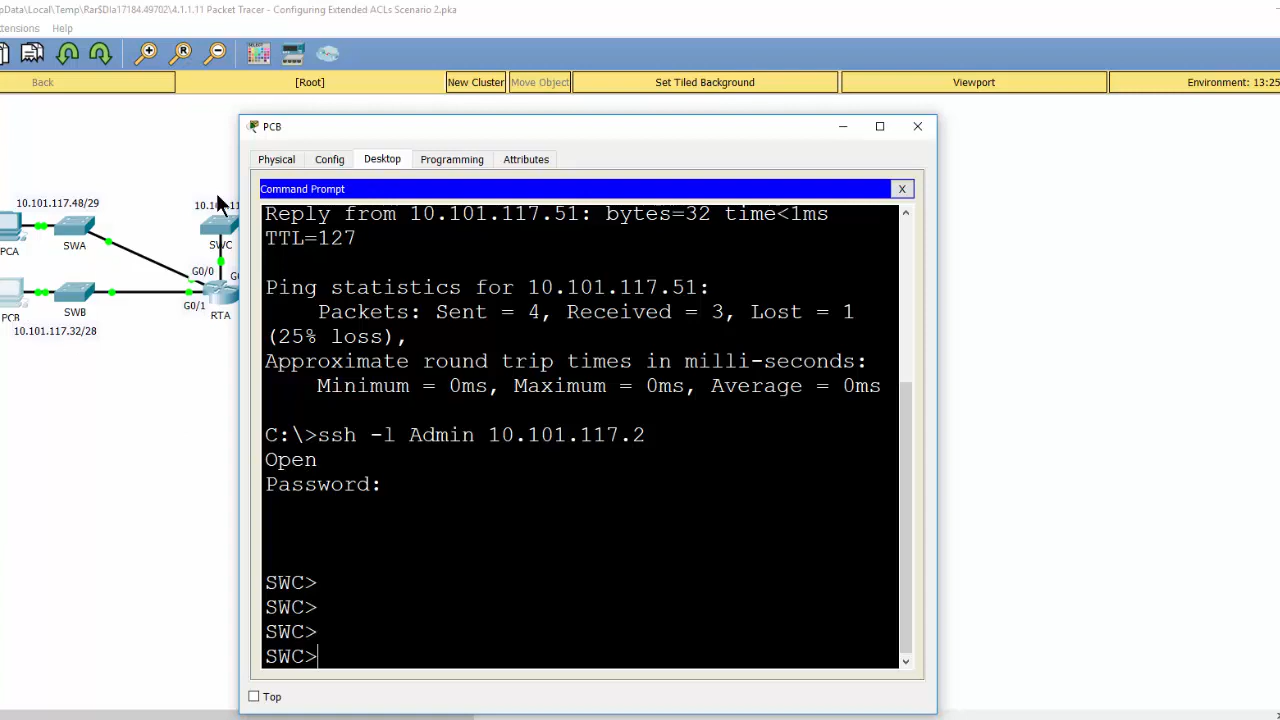 pData\Local\Temp\Rar$DIa17184.49702\4.1.1.11 Packet Tracer - Configuring Extended ACLs Scenario 2.pka
xtensions Help
Back
[Root]
New Cluster
Move Object
Set Tiled Background
Viewport
Environment: 13:25
PCB
Physical
Config
Desktop
Programming
Attributes
Command Prompt
X
Reply from 10.101.117.51: bytes=32 time<1ms
TTL=127
Ping statistics for 10.101.117.51:
Packets: Sent = 4, Received = 3, Lost = 1
(25% loss),
Approximate round trip times in milli-seconds:
Minimum = 0ms, Maximum = 0ms, Average = 0ms
C:\>ssh -l Admin 10.101.117.2
Open
Password:
SWC>
SWC>
SWC>
SWC>
Top
10.101.117.48/29
PCA
SWA
SWC
G0/0
PCB
SWB
G0/1
RTA
10.101.117.32/28